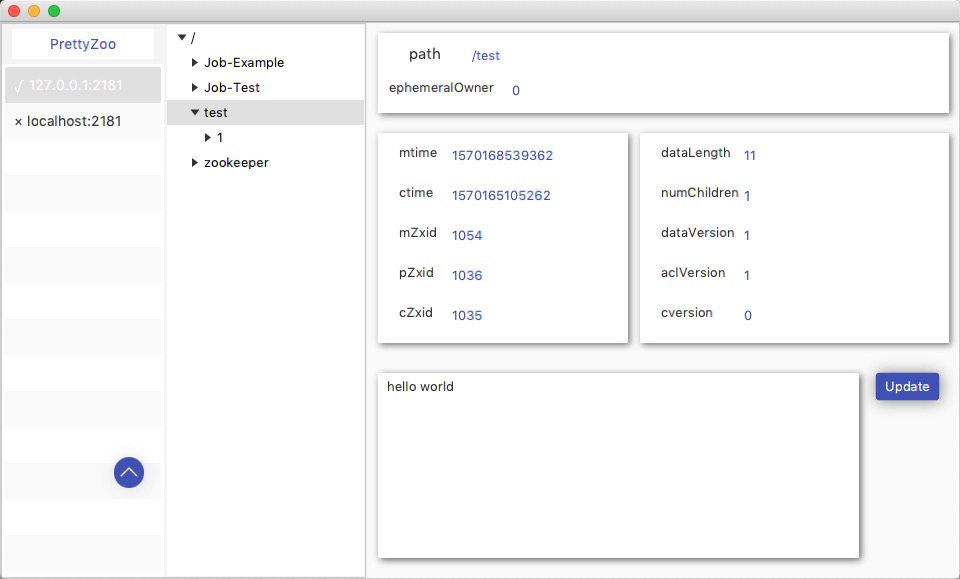 PrettyZoo
√ 127.0.0.1:2181
× localhost:2181
/
Job-Example
Job-Test
test
1
zookeeper
path /test
ephemeralOwner 0
mtime 1570168539362
ctime 1570165105262
mZxid 1054
pZxid 1036
cZxid 1035
dataLength 11
numChildren 1
dataVersion 1
aclVersion 1
cversion 0
hello world
Update